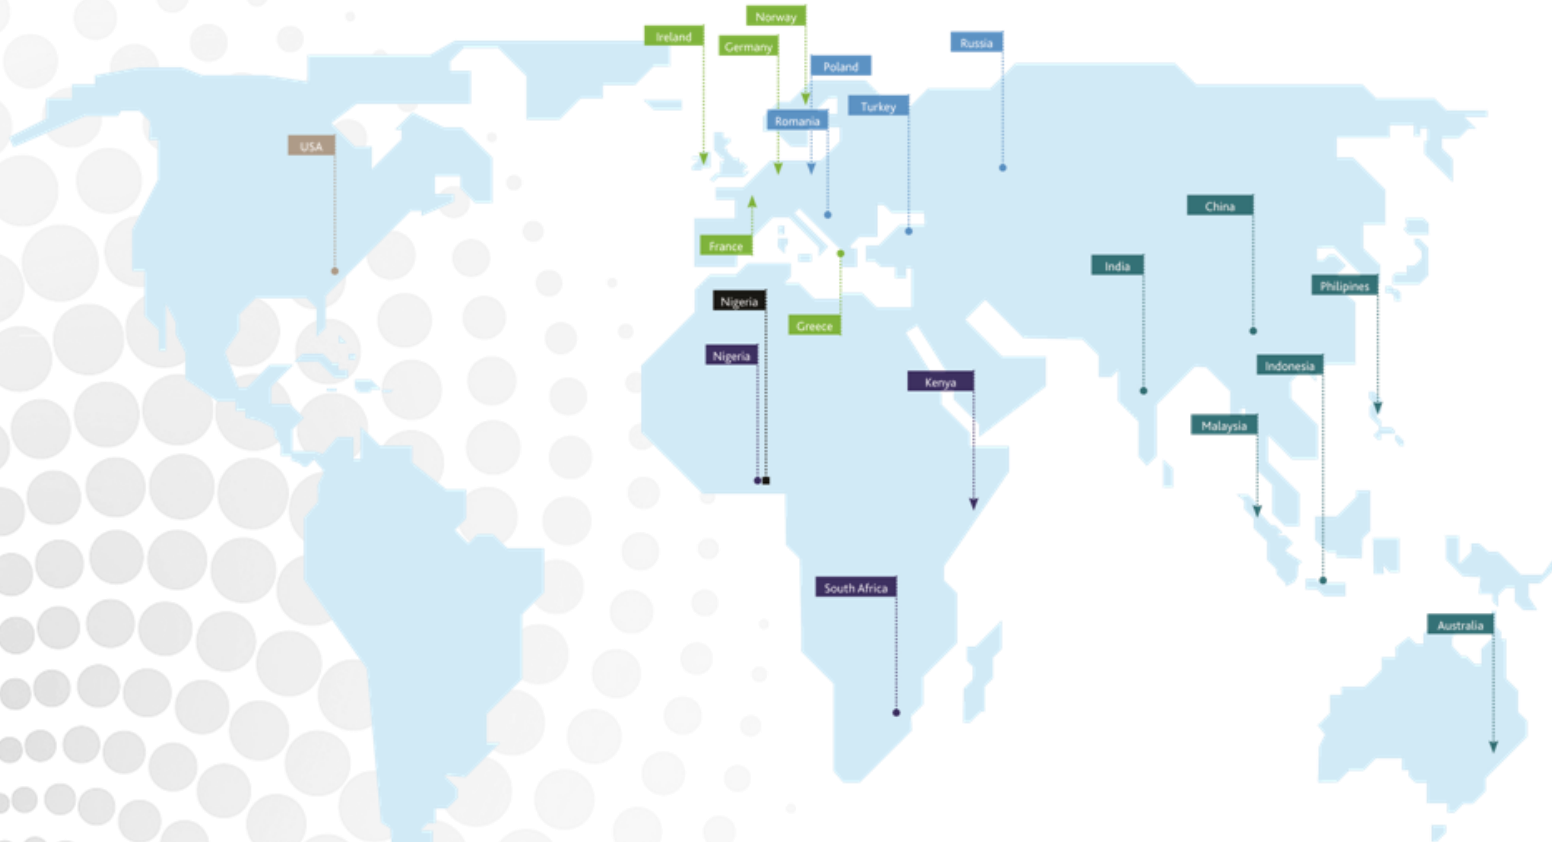 Norway
Ireland
Germany
Russia
Poland
Turkey
Romania
USA
China
France
India
Philipines
Nigeria
Greece
Nigeria
Indonesia
Kenya
Malaysia
South Africa
Australia